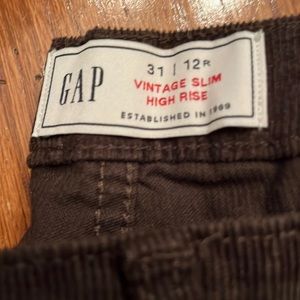 GAP
31 / 12R
VINTAGE SLIM
HIGH RISE
ESTABLISHED IN 1969